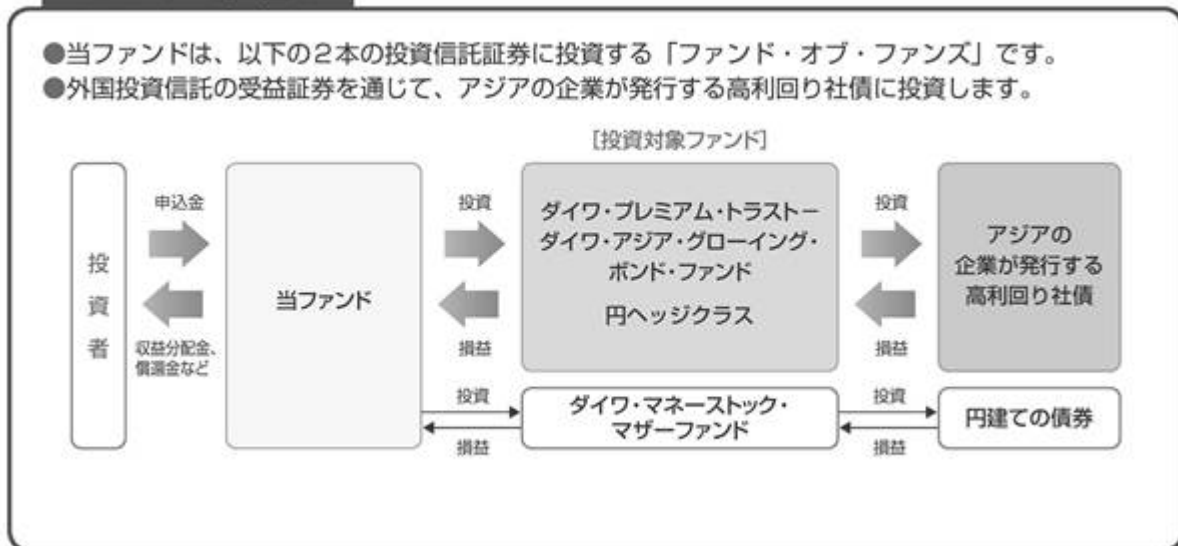 ●当ファンドは、以下の2本の投資信託証券に投資する「ファンド・オブ・ファンズ」です。
●外国投資信託の受益証券を通じて、アジアの企業が発行する高利回り社債に投資します。
[投資対象ファンド]
投資者
申込金
収益分配金、
償還金など
当ファンド
投資
損益
ダイワ・プレミアム・トラスト−
ダイワ・アジア・グローイング・
ボンド・ファンド
円ヘッジクラス
投資
損益
アジアの
企業が発行する
高利回り社債
投資
損益
ダイワ・マネーストック・
マザーファンド
投資
損益
円建ての債券